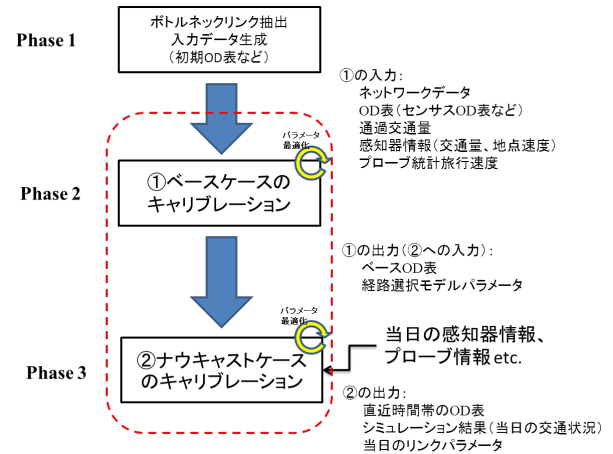 Phase 1
ボトルネックリンク抽出
入力データ生成
(初期OD表など)
①の入力:
ネットワークデータ
OD表(センサスOD表など)
通過交通量
感知器情報(交通量、地点速度)
プローブ統計旅行速度
パラメータ
最適化
Phase 2
①ベースケースの
キャリブレーション
①の出力(②への入力):
ベースOD表
経路選択モデルパラメータ
パラメータ
最適化
Phase 3
②ナウキャストケース
のキャリブレーション
当日の感知器情報、
プローブ情報 etc.
②の出力:
直近時間帯のOD表
シミュレーション結果(当日の交通状況)
当日のリンクパラメータ